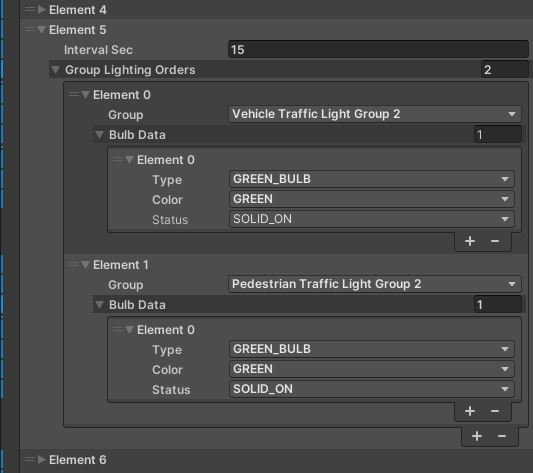 Element 4
Element 5
Interval Sec 15
Group Lighting Orders 2
Element 0
Group Vehicle Traffic Light Group 2
Bulb Data 1
Element 0
Type GREEN_BULB
Color GREEN
Status SOLID_ON
+ −
Element 1
Group Pedestrian Traffic Light Group 2
Bulb Data 1
Element 0
Type GREEN_BULB
Color GREEN
Status SOLID_ON
+ −
+ −
Element 6